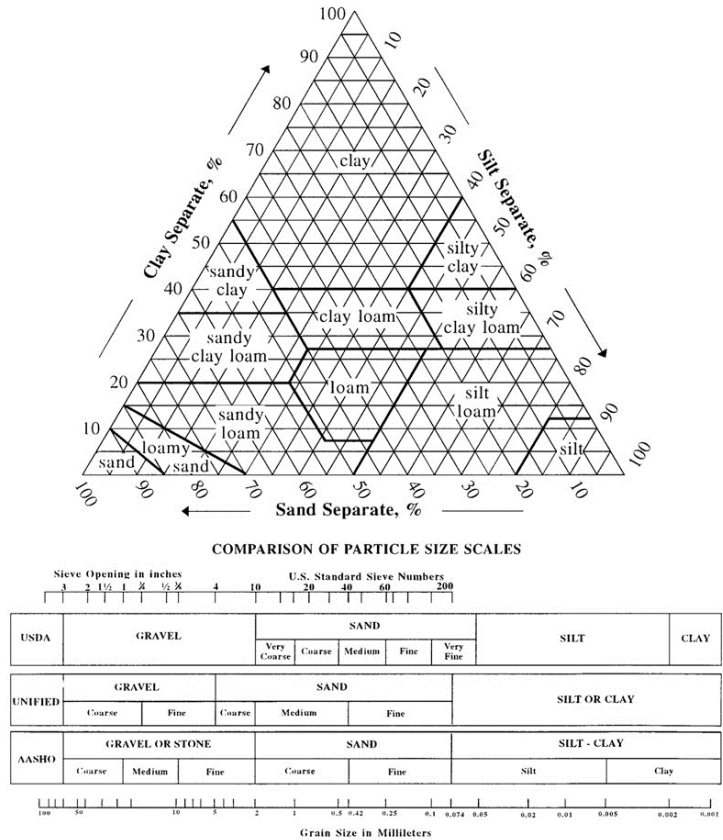 100
10
90
20
80
30
70
clay
40
Clay Separate, %
Silt Separate, %
60
50
50
silty
clay
60
sandy
clay
40
clay loam
silty
clay loam
70
30
sandy
clay loam
80
20
loam
silt
loam
90
sandy
loam
10
loamy
sand
sand
silt
100
100
90
80
70
60
50
40
30
20
10
Sand Separate, %
COMPARISON OF PARTICLE SIZE SCALES
Sieve Opening in inches
U.S. Standard Sieve Numbers
3 2 1½ 1 ¾ ½ ⅜ 4 10 20 40 60 200
USDA
GRAVEL
SAND
SILT
CLAY
Very
Coarse
Coarse
Medium
Fine
Very
Fine
UNIFIED
GRAVEL
SAND
SILT OR CLAY
Coarse
Fine
Coarse
Medium
Fine
AASHO
GRAVEL OR STONE
SAND
SILT - CLAY
Coarse
Medium
Fine
Coarse
Fine
Silt
Clay
100 50 10 5 2 1 0.5 0.42 0.25 0.1 0.074 0.05 0.02 0.01 0.005 0.002 0.001
Grain Size in Millileters